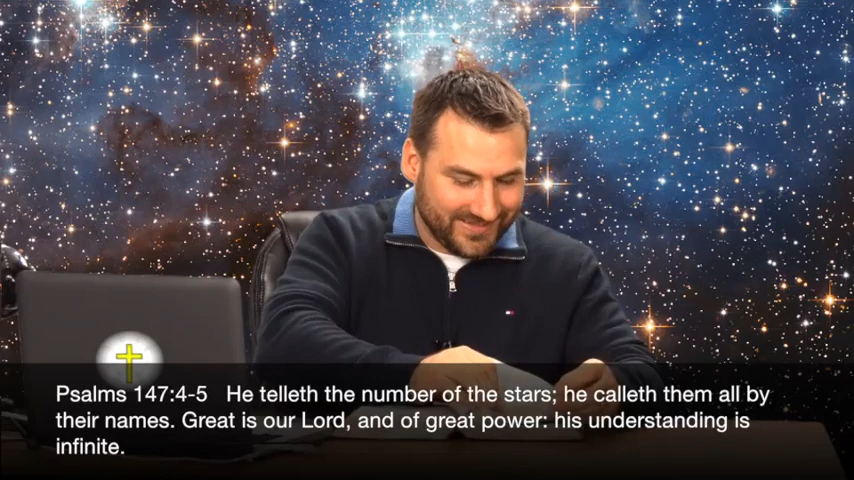 Psalms 147:4-5 He telleth the number of the stars; he calleth them all by
their names. Great is our Lord, and of great power: his understanding is
infinite.